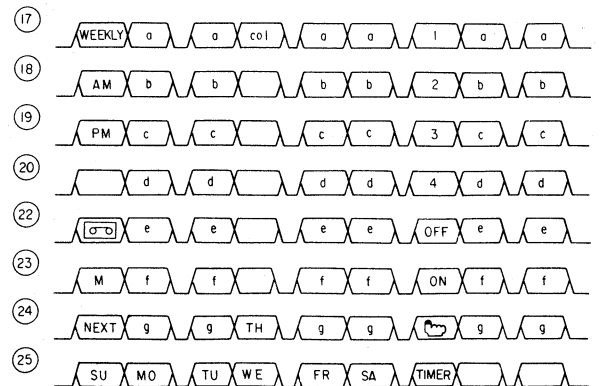 17 WEEKLY a a col a a 1 a a
18 AM b b b b 2 b b
19 PM c c c c 3 c c
20 d d d d 4 d d
22 e e e e OFF e e
23 M f f f f ON f f
24 NEXT g g TH g g g g
25 SU MO TU WE FR SA TIMER